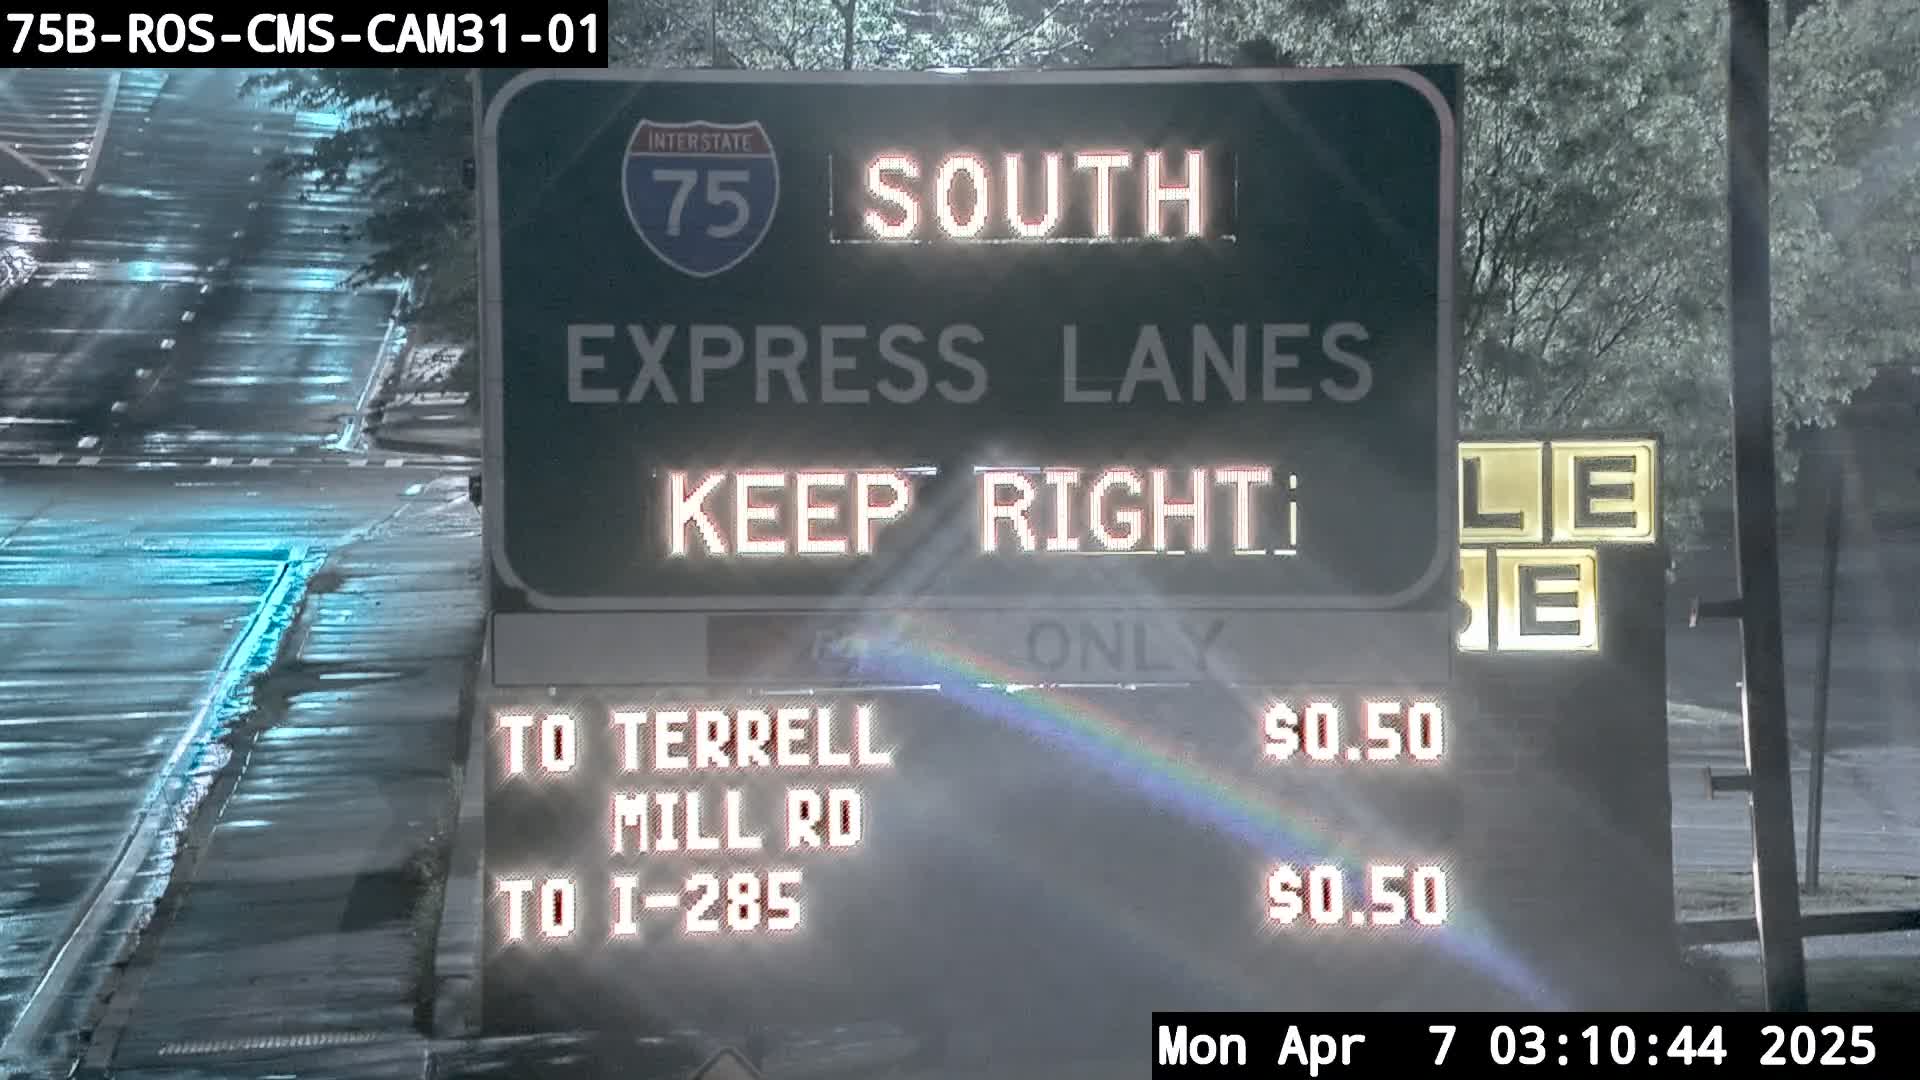 75B-ROS-CMS-CAM31-01
INTERSTATE
75
SOUTH
EXPRESS LANES
KEEP RIGHT
ONLY
TO TERRELL $0.50
MILL RD
TO I-285 $0.50
LE
E
Mon Apr 7 03:10:44 2025